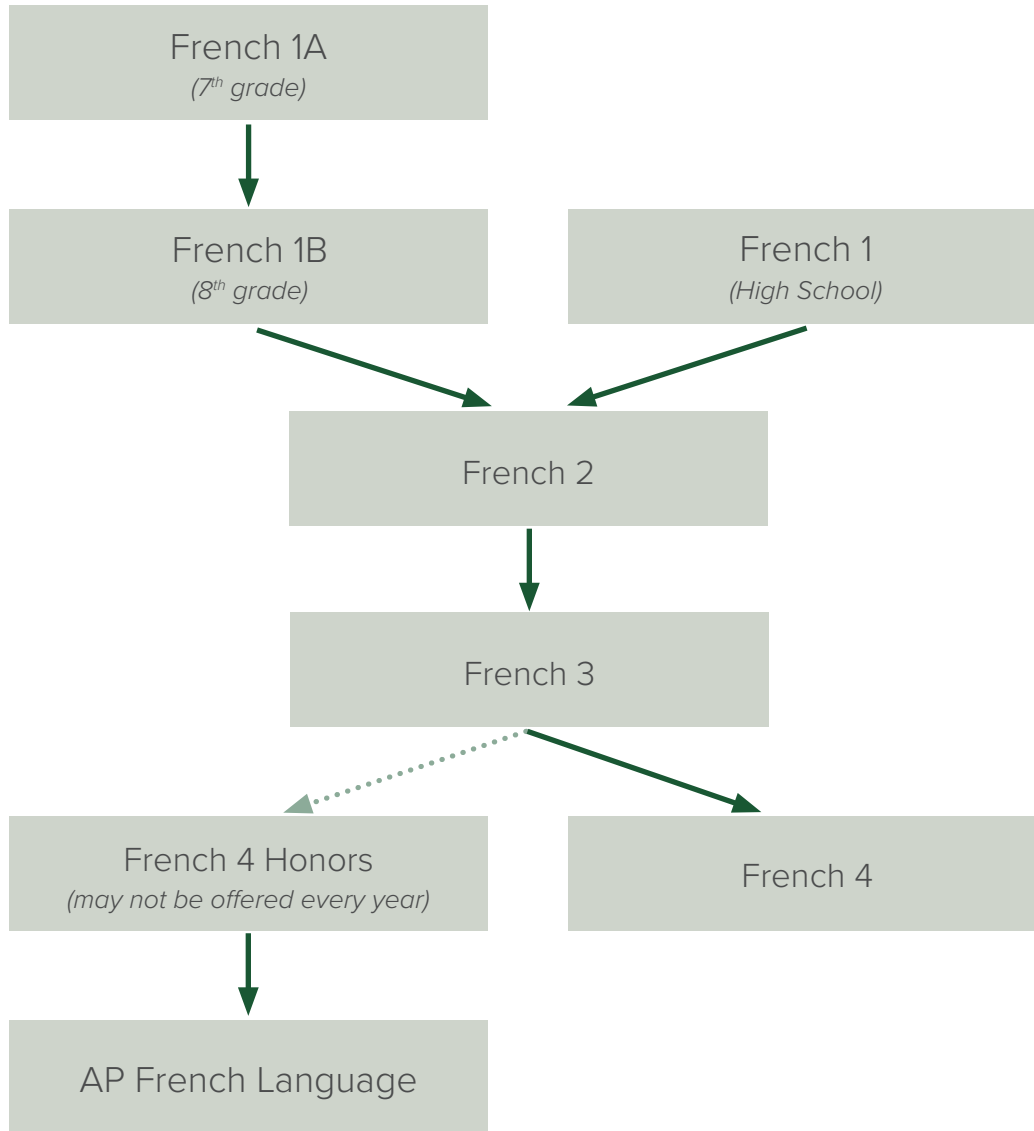 French 1A
(7th grade)
French 1B
(8th grade)
French 1
(High School)
French 2
French 3
French 4 Honors
(may not be offered every year)
French 4
AP French Language